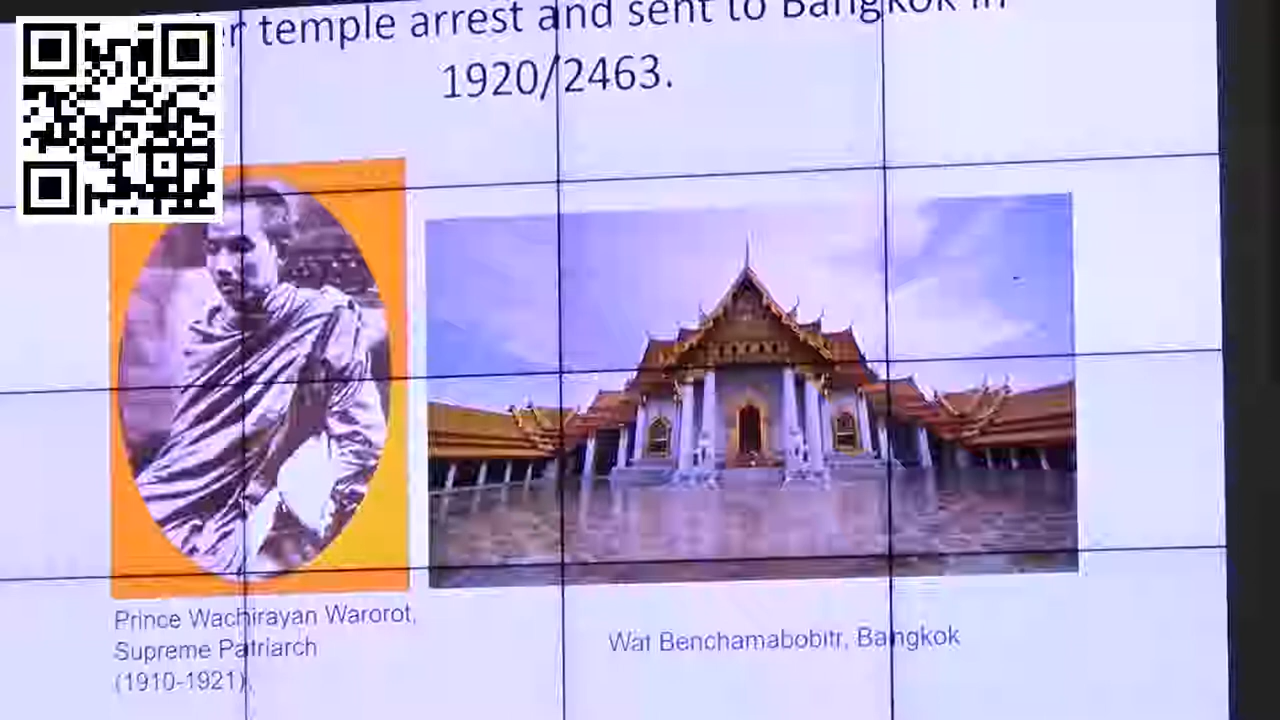 temple arrest and sent to Bangkok in
1920/2463.
Prince Wachirayan Warorot,
Supreme Patriarch
(1910-1921).
Wat Benchamabobitr, Bangkok